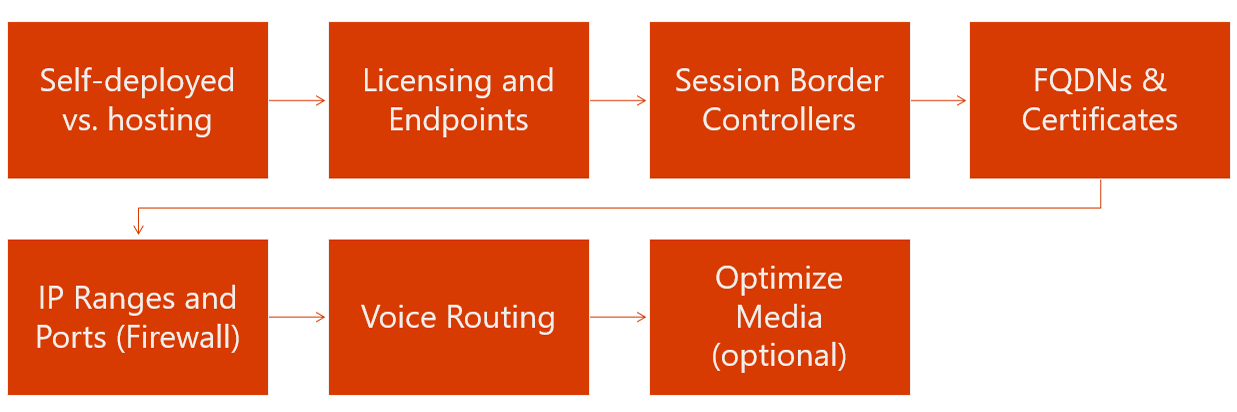 Self-deployed
vs. hosting
Licensing and
Endpoints
Session Border
Controllers
FQDNs &
Certificates
IP Ranges and
Ports (Firewall)
Voice Routing
Optimize
Media
(optional)